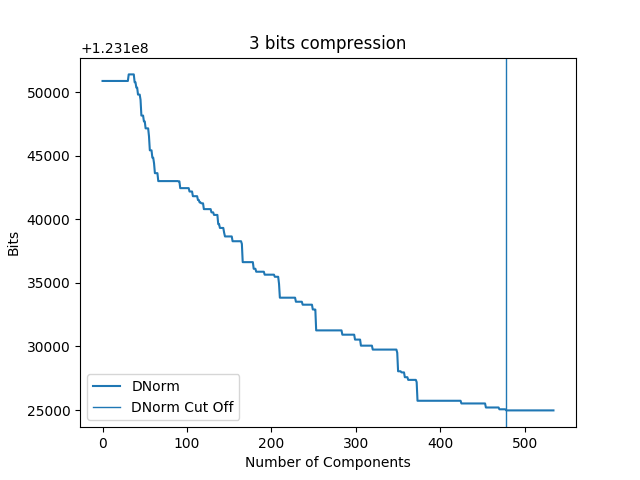 3 bits compression
+1.231e8
50000
45000
40000
35000
30000
25000
Bits
DNorm
DNorm Cut Off
0 100 200 300 400 500
Number of Components